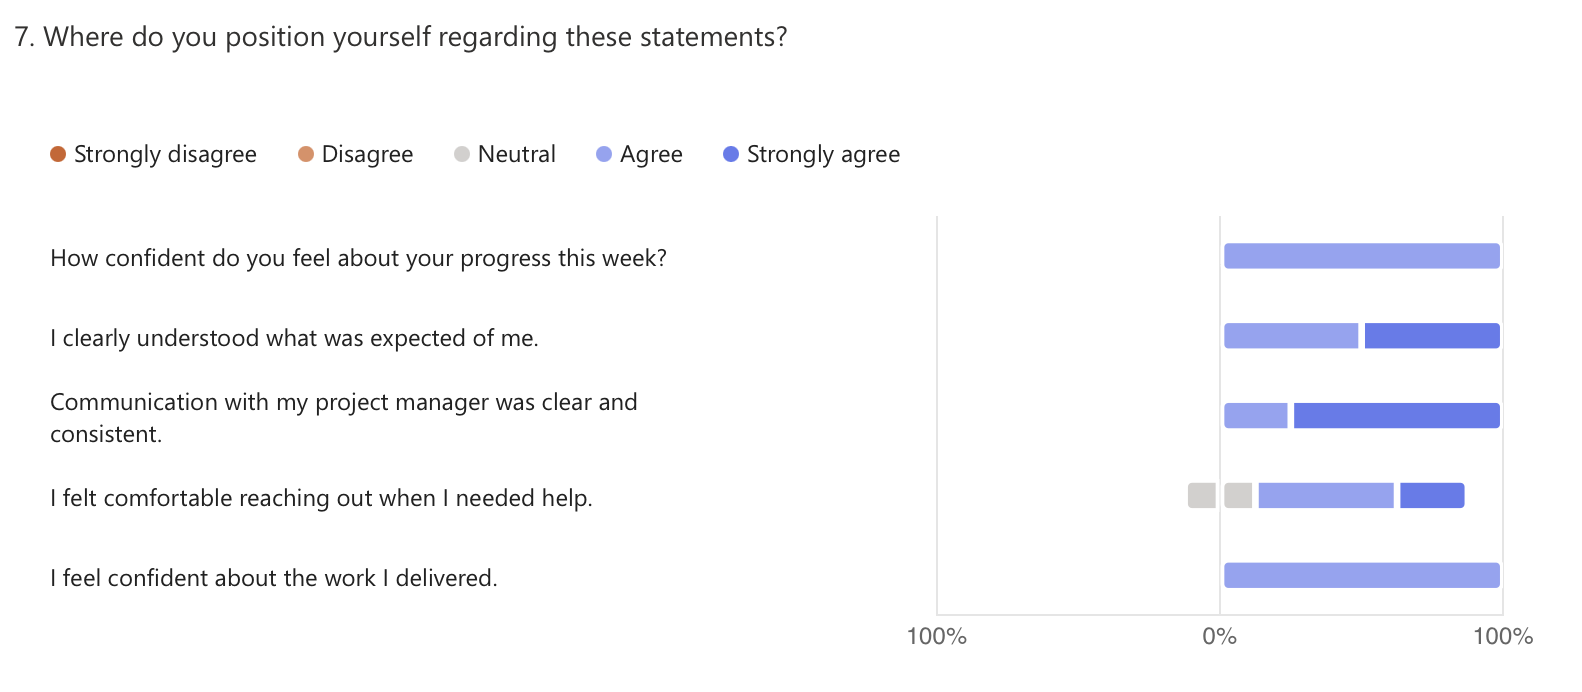 7. Where do you position yourself regarding these statements?
Strongly disagree Disagree Neutral Agree Strongly agree
How confident do you feel about your progress this week?
I clearly understood what was expected of me.
Communication with my project manager was clear and
consistent.
I felt comfortable reaching out when I needed help.
I feel confident about the work I delivered.
100% 0% 100%